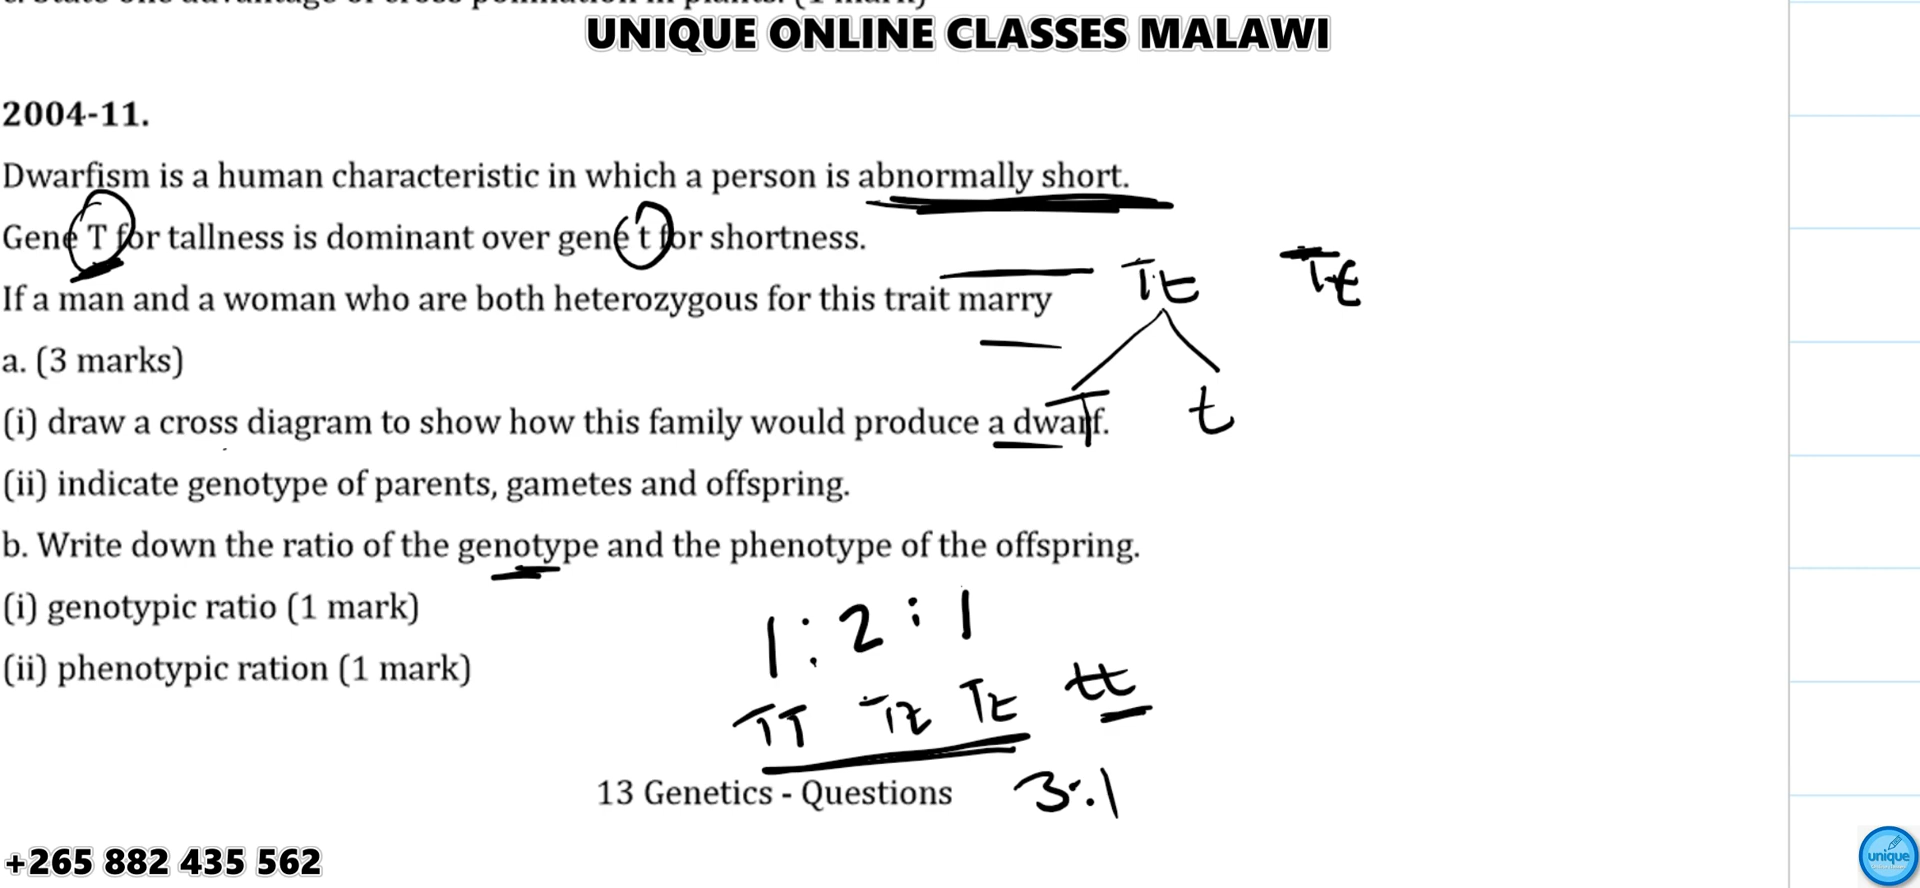 UNIQUE ONLINE CLASSES MALAWI
2004-11.
Dwarfism is a human characteristic in which a person is abnormally short.
Gene T for tallness is dominant over gene t for shortness.
If a man and a woman who are both heterozygous for this trait marry
Tt Tt
a. (3 marks)
(i) draw a cross diagram to show how this family would produce a dwarf.
T t
(ii) indicate genotype of parents, gametes and offspring.
b. Write down the ratio of the genotype and the phenotype of the offspring.
(i) genotypic ratio (1 mark)
1 : 2 : 1
(ii) phenotypic ration (1 mark)
TT Tt Tt tt
13 Genetics - Questions
3:1
+265 882 435 562
unique